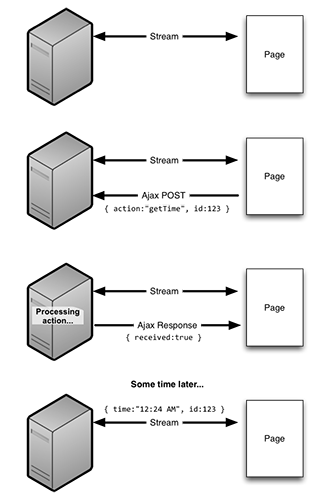 Stream
Page
Stream
Page
Ajax POST
{ action:"getTime", id:123 }
Stream
Page
Processing
action...
Ajax Response
{ received:true }
Some time later...
{ time:"12:24 AM", id:123 }
Stream
Page